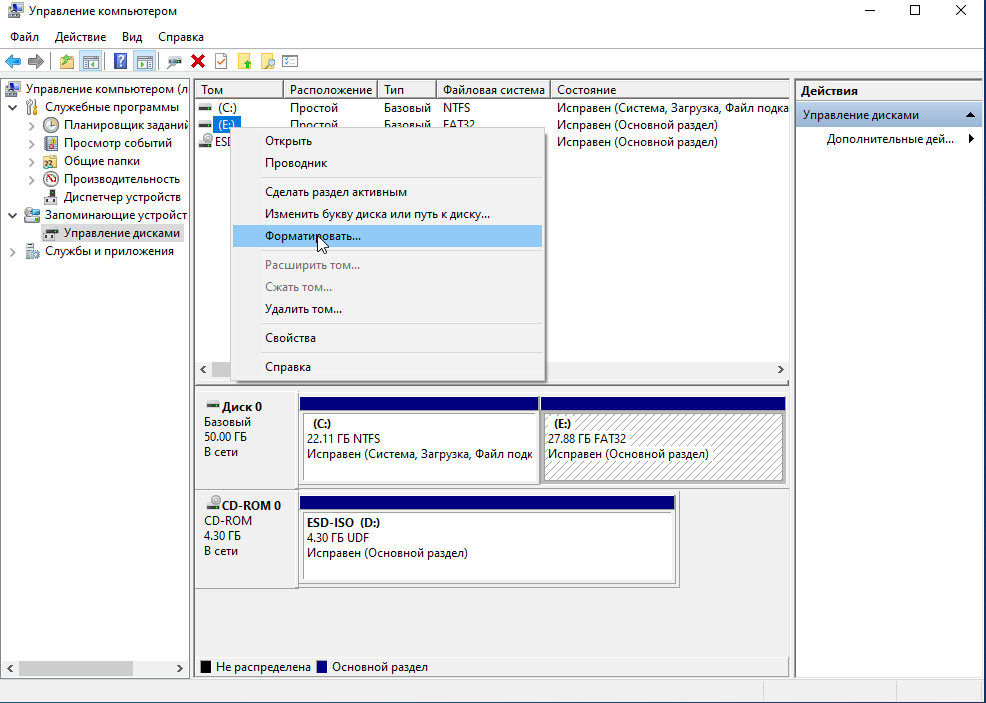 Управление компьютером
Файл Действие Вид Справка
Управление компьютером (л
Служебные программы
Планировщик заданий
Просмотр событий
Общие папки
Производительность
Диспетчер устройств
Запоминающие устройст
Управление дисками
Службы и приложения
Том Расположение Тип Файловая система Состояние
(C:) Простой Базовый NTFS Исправен (Система, Загрузка, Файл подка
(E:) Простой Базовый FAT32 Исправен (Основной раздел)
ESD Исправен (Основной раздел)
Открыть
Проводник
Сделать раздел активным
Изменить букву диска или путь к диску...
Форматировать...
Расширить том...
Сжать том...
Удалить том...
Свойства
Справка
Диск 0
Базовый
50.00 ГБ
В сети
(C:)
22.11 ГБ NTFS
Исправен (Система, Загрузка, Файл подк
(E:)
27.88 ГБ FAT32
Исправен (Основной раздел)
CD-ROM 0
CD-ROM
4.30 ГБ
В сети
ESD-ISO (D:)
4.30 ГБ UDF
Исправен (Основной раздел)
Не распределена Основной раздел
Действия
Управление дисками
Дополнительные дей...